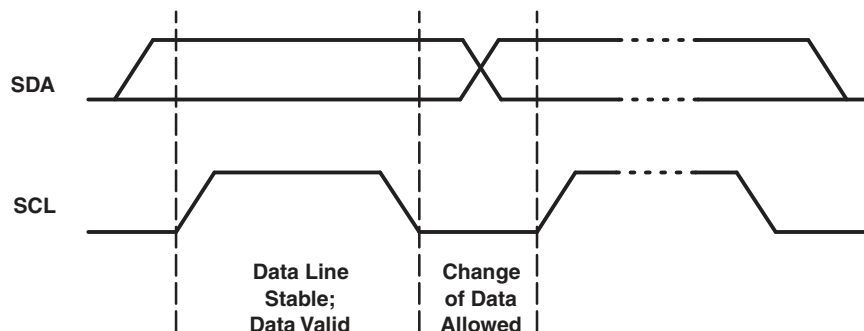 SDA
SCL
Data Line
Stable;
Data Valid
Change
of Data
Allowed